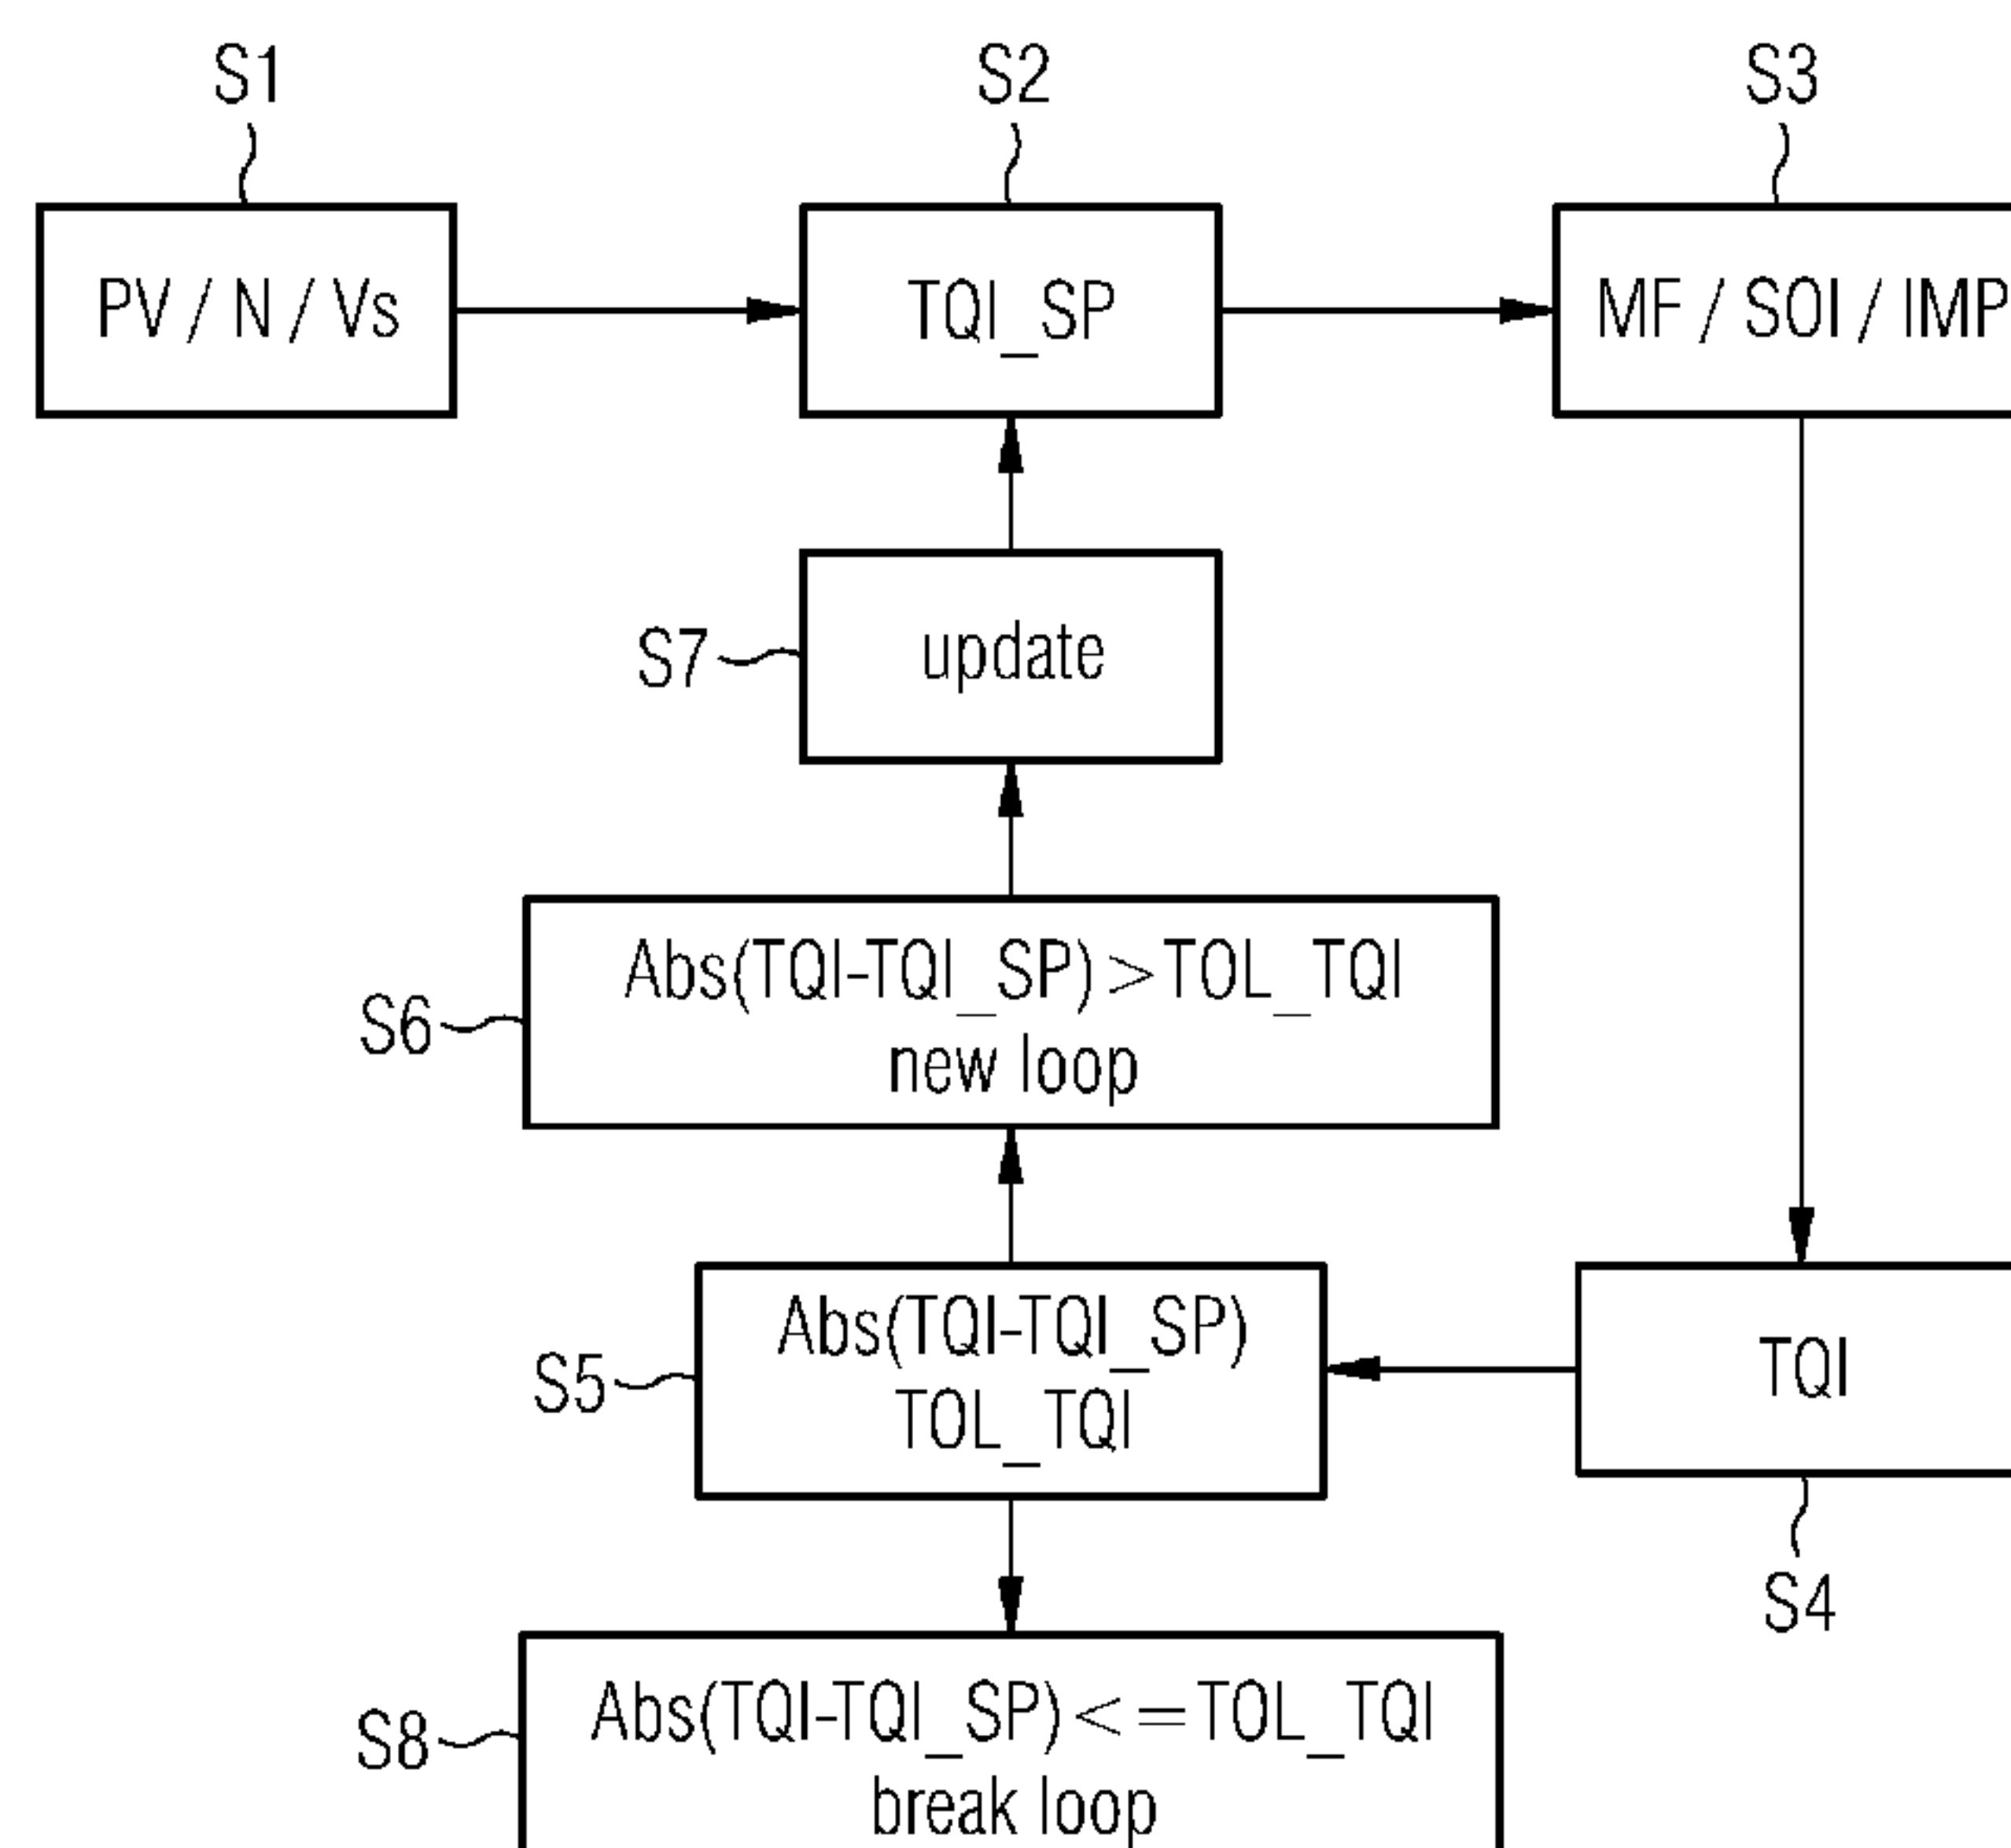 S1
S2
S3
PV / N / Vs
TQI_SP
MF / SOI / IMP
S7
update
S6
Abs(TQI-TQI_SP)>TOL_TQI
new loop
S5
Abs(TQI-TQI_SP)
TOL_TQI
TQI
S4
S8
Abs(TQI-TQI_SP)<=TOL_TQI
break loop